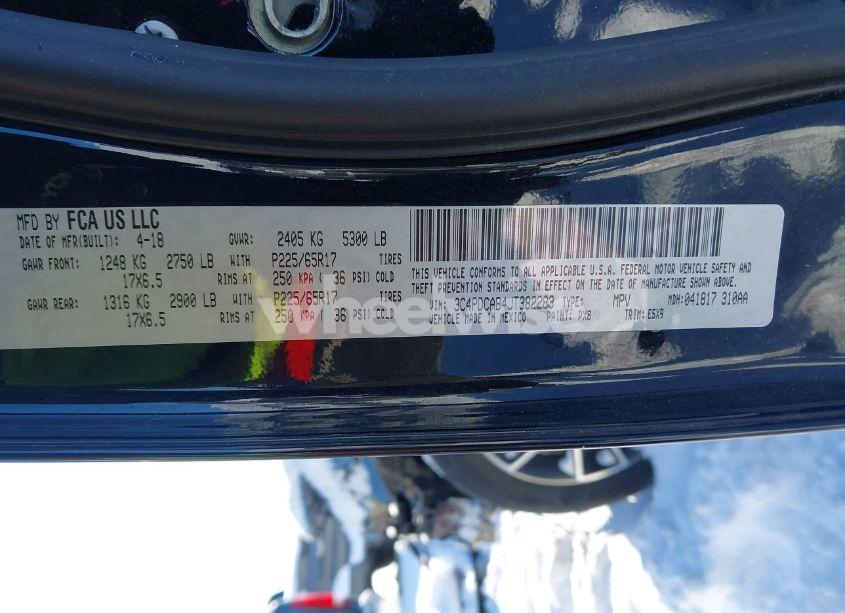 MFD BY FCA US LLC
DATE OF MFR(BUILT): 4-18 GVWR: 2405 KG 5300 LB
GAWR FRONT: 1248 KG 2750 LB WITH P225/65R17 TIRES
17X6.5 RIMS AT 250 KPA ( 36 PSI) COLD
GAWR REAR: 1316 KG 2900 LB WITH P225/65R17 TIRES
17X6.5 RIMS AT 250 KPA ( 36 PSI) COLD
THIS VEHICLE CONFORMS TO ALL APPLICABLE U.S.A. FEDERAL MOTOR VEHICLE SAFETY AND
THEFT PREVENTION STANDARDS IN EFFECT ON THE DATE OF MANUFACTURE SHOWN ABOVE.
VIN: 3C4PDCAB4JT382283 TYPE: MPV MDH: 041817 310AA
VEHICLE MADE IN MEXICO PAINT: PX8 TRIM: E5X9